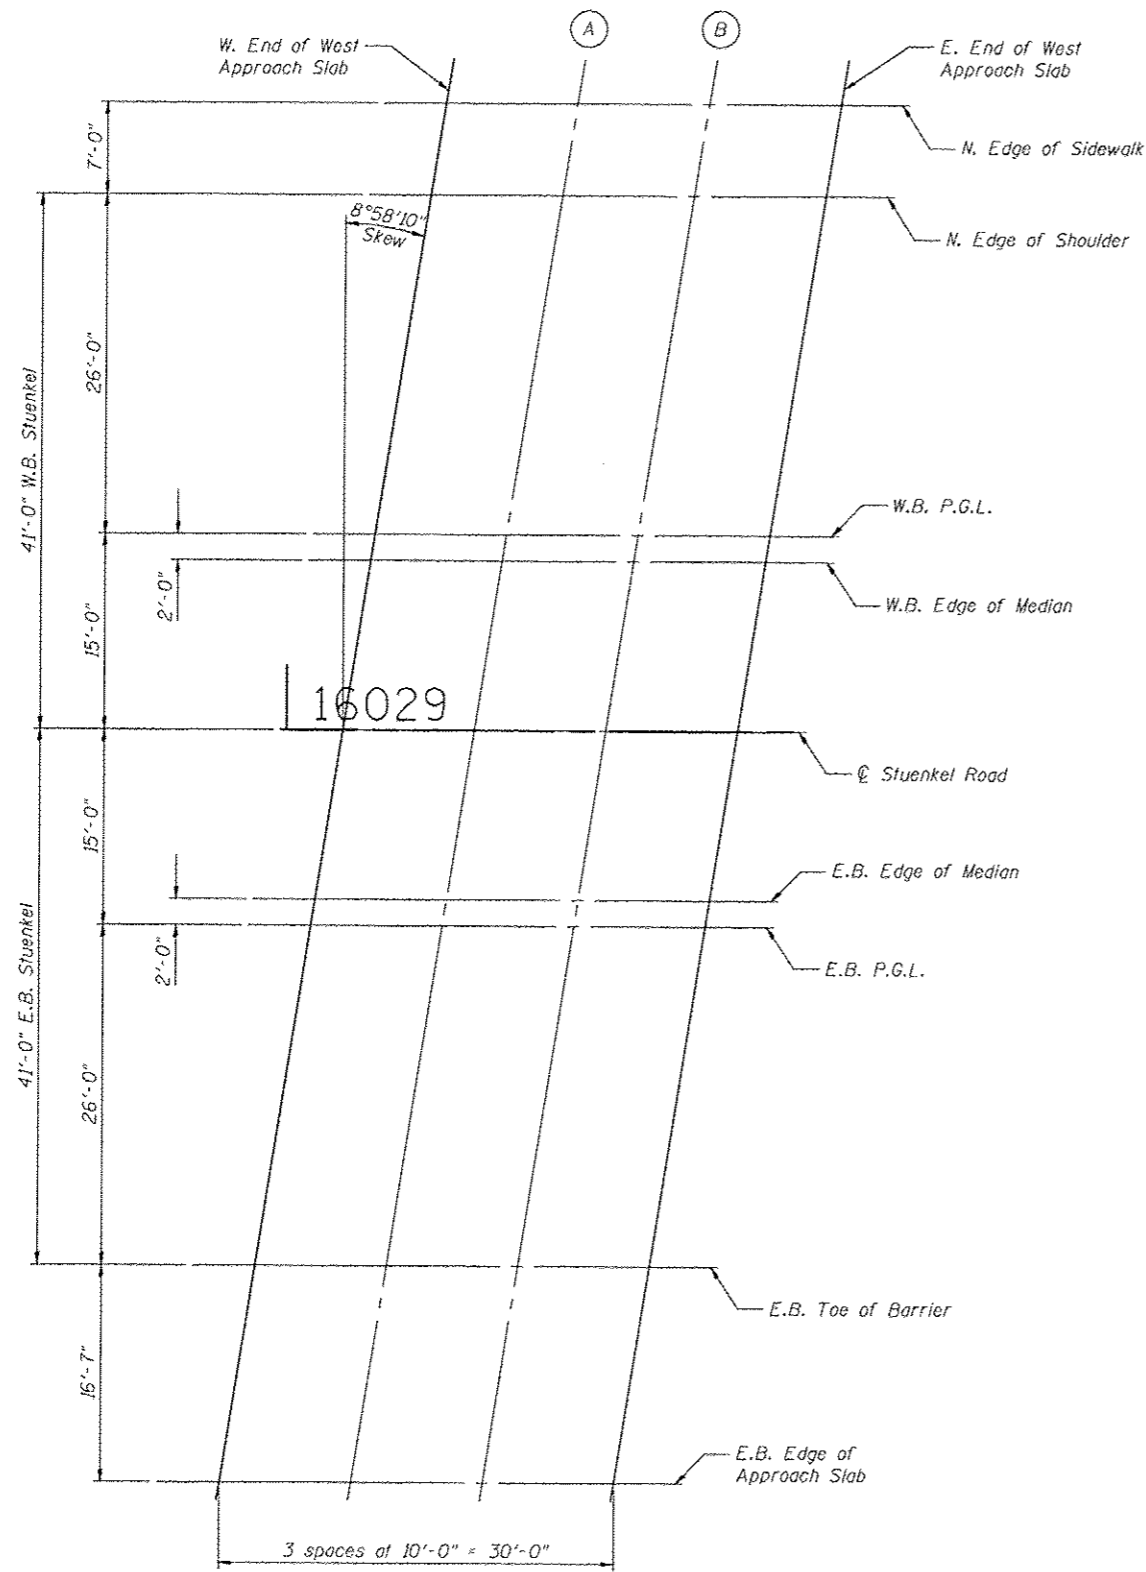 A
B
W. End of West
Approach Slab
E. End of West
Approach Slab
7'-0"
N. Edge of Sidewalk
8°58'10"
Skew
N. Edge of Shoulder
26'-0"
41'-0" W.B. Stuenkel
W.B. P.G.L.
2'-0"
W.B. Edge of Median
15'-0"
16029
℄ Stuenkel Road
15'-0"
E.B. Edge of Median
2'-0"
E.B. P.G.L.
41'-0" E.B. Stuenkel
26'-0"
E.B. Toe of Barrier
16'-7"
E.B. Edge of
Approach Slab
3 spaces at 10'-0" = 30'-0"